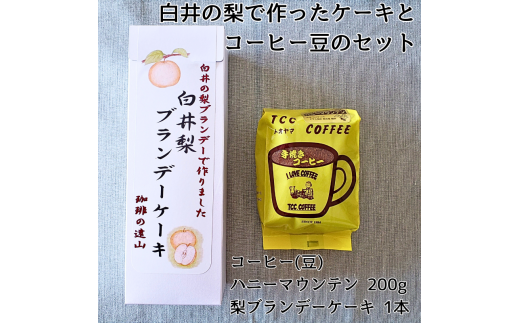 白井の梨で作ったケーキと
コーヒー豆のセット
白井の梨ブランデーで作りました
白井梨
ブランデーケーキ
珈琲の遠山
TCC
トオヤマ
COFFEE
手焼き
コーヒー
I LOVE COFFEE
TCC.COFFEE
コーヒー(豆)
ハニーマウンテン 200g
梨ブランデーケーキ 1本